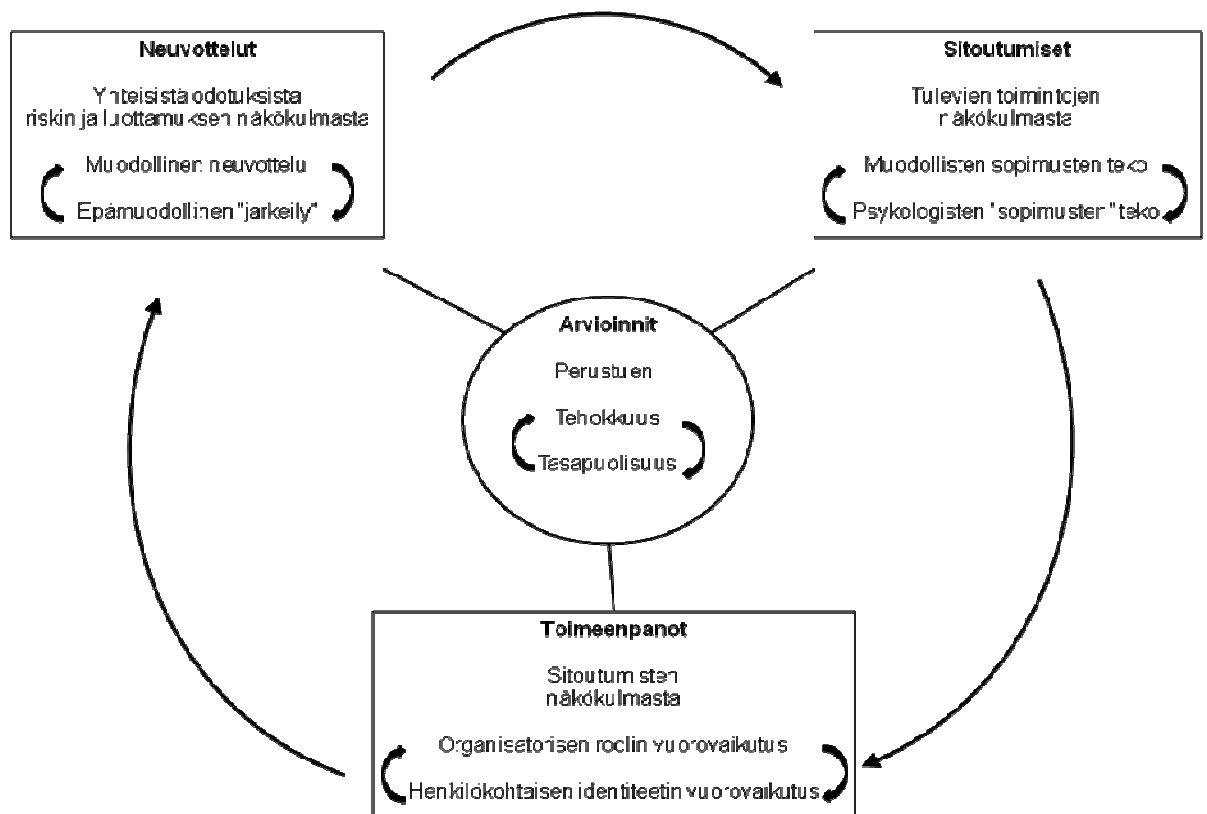 Neuvottelut
Yhteisistä odotuksista
riskin ja luottamuksen näkökulmasta
Muodollinen neuvottelu
Epämuodollinen "järkeily"
Sitoutumiset
Tulevien toimintojen
näkökulmasta
Muodollisten sopimusten teko
Psykologisten "sopimusten" teko
Arvioinnit
Perustuen
Tehokkuus
Tasapuolisuus
Toimeenpanot
Sitoutumisten
näkökulmasta
Organisatorisen roolin vuorovaikutus
Henkilökohtaisen identiteetin vuorovaikutus